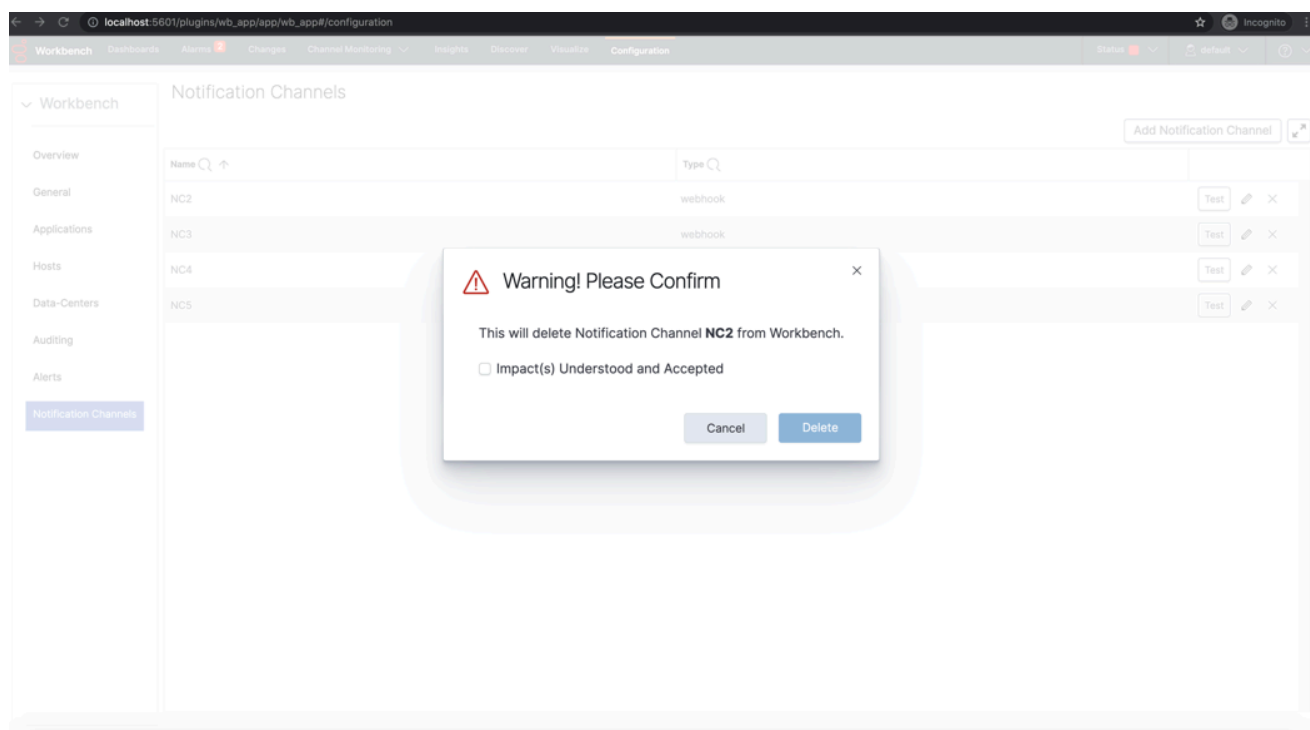 localhost:5601/plugins/wb_app/app/wb_app#/configuration Incognito
Workbench Dashboards Alarms 2 Changes Channel Monitoring Insights Discover Visualize Configuration Status default
Workbench
Notification Channels
Add Notification Channel
Overview
Name Type
General
NC2 webhook Test
Applications
NC3 webhook Test
Hosts
NC4 Test
Data-Centers
NC5 Test
Auditing
Alerts
Notification Channels
Warning! Please Confirm
This will delete Notification Channel NC2 from Workbench.
Impact(s) Understood and Accepted
Cancel Delete